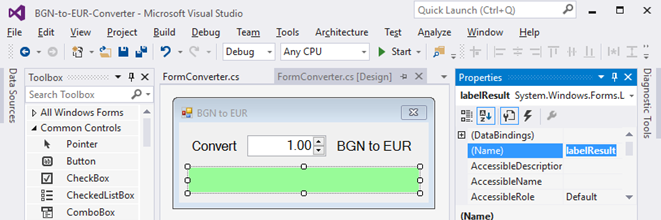 BGN-to-EUR-Converter - Microsoft Visual Studio
Quick Launch (Ctrl+Q)
File Edit View Project Build Debug Team Tools Architecture Test Analyze Window Help
Debug Any CPU Start
Data Sources
Toolbox
Search Toolbox
All Windows Forms
Common Controls
Pointer
Button
CheckBox
CheckedListBox
ComboBox
FormConverter.cs FormConverter.cs [Design]
BGN to EUR
Convert 1.00 BGN to EUR
Properties
labelResult System.Windows.Forms.L
(DataBindings)
(Name) labelResult
AccessibleDescription
AccessibleName
AccessibleRole Default
(Name)
Diagnostic Tools